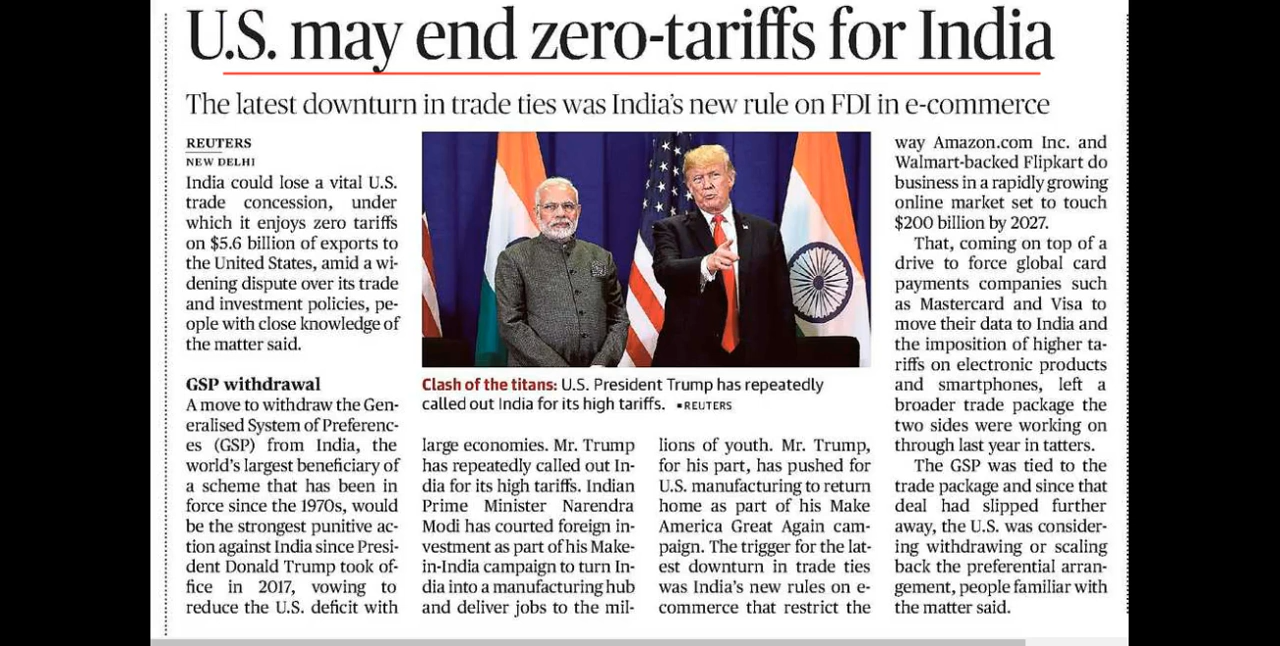 U.S. may end zero-tariffs for India
The latest downturn in trade ties was India's new rule on FDI in e-commerce
REUTERS
NEW DELHI
India could lose a vital U.S.
trade concession, under
which it enjoys zero tariffs
on $5.6 billion of exports to
the United States, amid a wi-
dening dispute over its trade
and investment policies, pe-
ople with close knowledge of
the matter said.
GSP withdrawal
A move to withdraw the Gen-
eralised System of Preferenc-
es (GSP) from India, the
world's largest beneficiary of
a scheme that has been in
force since the 1970s, would
be the strongest punitive ac-
tion against India since Presi-
dent Donald Trump took of-
fice in 2017, vowing to
reduce the U.S. deficit with
Clash of the titans: U.S. President Trump has repeatedly
called out India for its high tariffs. ▪REUTERS
large economies. Mr. Trump
has repeatedly called out In-
dia for its high tariffs. Indian
Prime Minister Narendra
Modi has courted foreign in-
vestment as part of his Make-
in-India campaign to turn In-
dia into a manufacturing hub
and deliver jobs to the mil-
lions of youth. Mr. Trump,
for his part, has pushed for
U.S. manufacturing to return
home as part of his Make
America Great Again cam-
paign. The trigger for the lat-
est downturn in trade ties
was India's new rules on e-
commerce that restrict the
way Amazon.com Inc. and
Walmart-backed Flipkart do
business in a rapidly growing
online market set to touch
$200 billion by 2027.
That, coming on top of a
drive to force global card
payments companies such
as Mastercard and Visa to
move their data to India and
the imposition of higher ta-
riffs on electronic products
and smartphones, left a
broader trade package the
two sides were working on
through last year in tatters.
The GSP was tied to the
trade package and since that
deal had slipped further
away, the U.S. was consider-
ing withdrawing or scaling
back the preferential arran-
gement, people familiar with
the matter said.